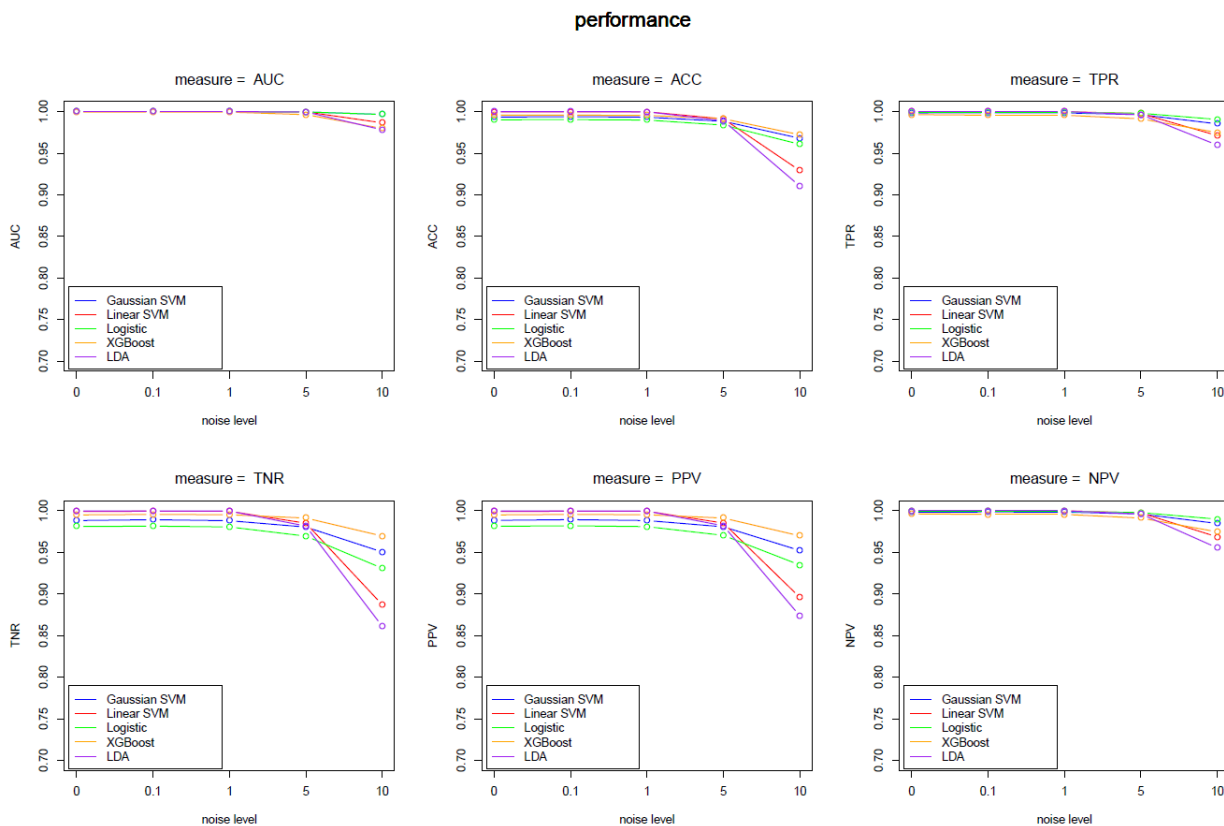 performance
measure = AUC
AUC
1.00
0.95
0.90
0.85
0.80
0.75
0.70
Gaussian SVM
Linear SVM
Logistic
XGBoost
LDA
0 0.1 1 5 10
noise level
measure = ACC
ACC
1.00
0.95
0.90
0.85
0.80
0.75
0.70
Gaussian SVM
Linear SVM
Logistic
XGBoost
LDA
0 0.1 1 5 10
noise level
measure = TPR
TPR
1.00
0.95
0.90
0.85
0.80
0.75
0.70
Gaussian SVM
Linear SVM
Logistic
XGBoost
LDA
0 0.1 1 5 10
noise level
measure = TNR
TNR
1.00
0.95
0.90
0.85
0.80
0.75
0.70
Gaussian SVM
Linear SVM
Logistic
XGBoost
LDA
0 0.1 1 5 10
noise level
measure = PPV
PPV
1.00
0.95
0.90
0.85
0.80
0.75
0.70
Gaussian SVM
Linear SVM
Logistic
XGBoost
LDA
0 0.1 1 5 10
noise level
measure = NPV
NPV
1.00
0.95
0.90
0.85
0.80
0.75
0.70
Gaussian SVM
Linear SVM
Logistic
XGBoost
LDA
0 0.1 1 5 10
noise level